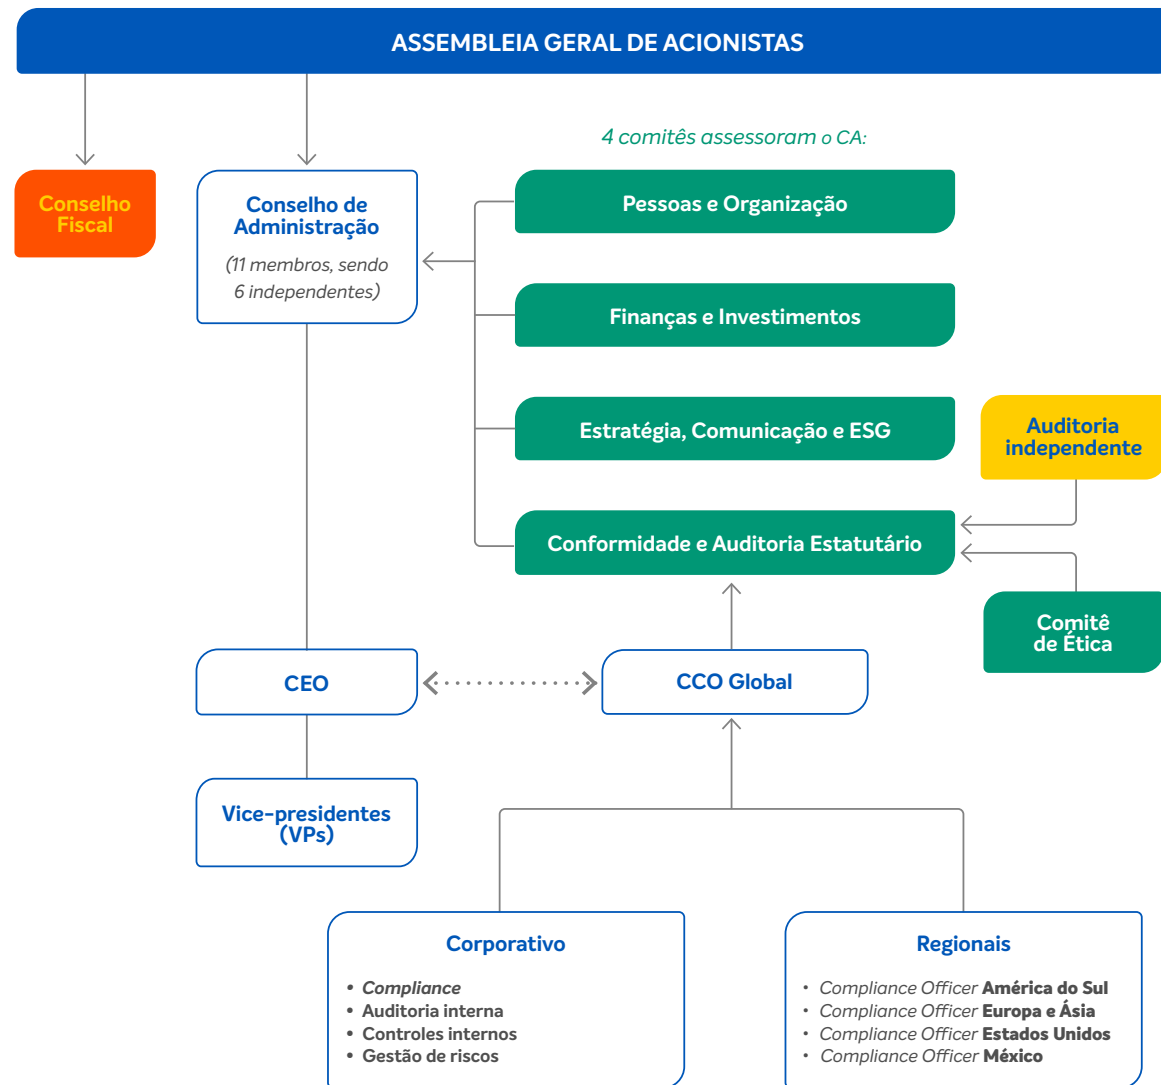 ASSEMBLEIA GERAL DE ACIONISTAS
4 comitês assessoram o CA:
Conselho
Fiscal
Conselho de
Administração
(11 membros, sendo
6 independentes)
Pessoas e Organização
Finanças e Investimentos
Estratégia, Comunicação e ESG
Auditoria
independente
Conformidade e Auditoria Estatutário
Comitê
de Ética
CEO
CCO Global
Vice-presidentes
(VPs)
Corporativo
• Compliance
• Auditoria interna
• Controles internos
• Gestão de riscos
Regionais
• Compliance Officer América do Sul
• Compliance Officer Europa e Ásia
• Compliance Officer Estados Unidos
• Compliance Officer México